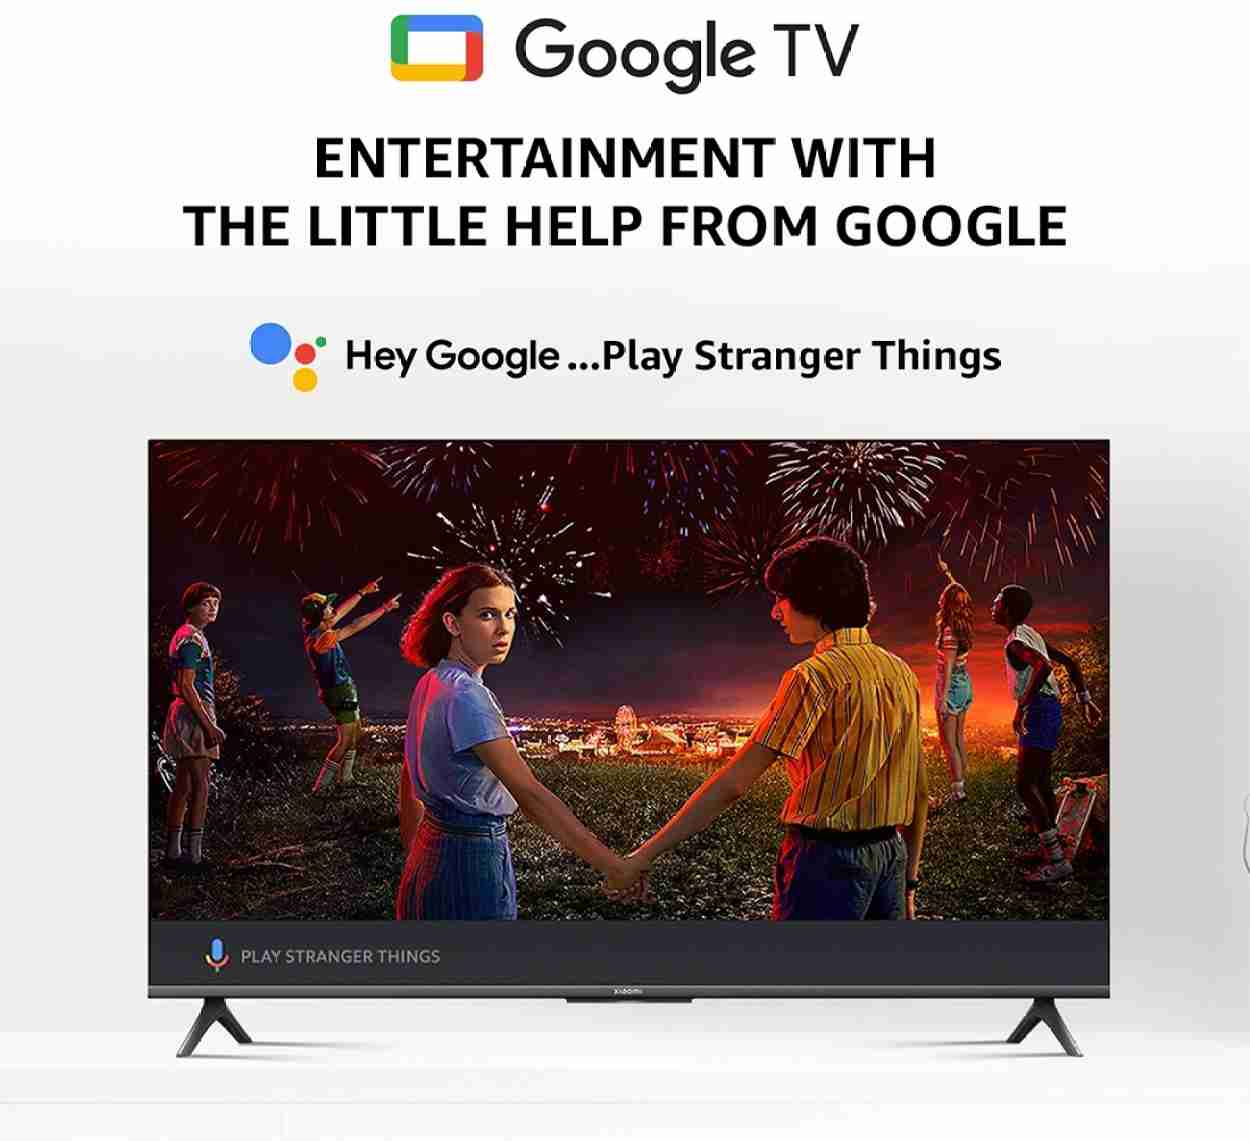 Google TV
ENTERTAINMENT WITH
THE LITTLE HELP FROM GOOGLE
Hey Google ...Play Stranger Things
PLAY STRANGER THINGS
xiaomi